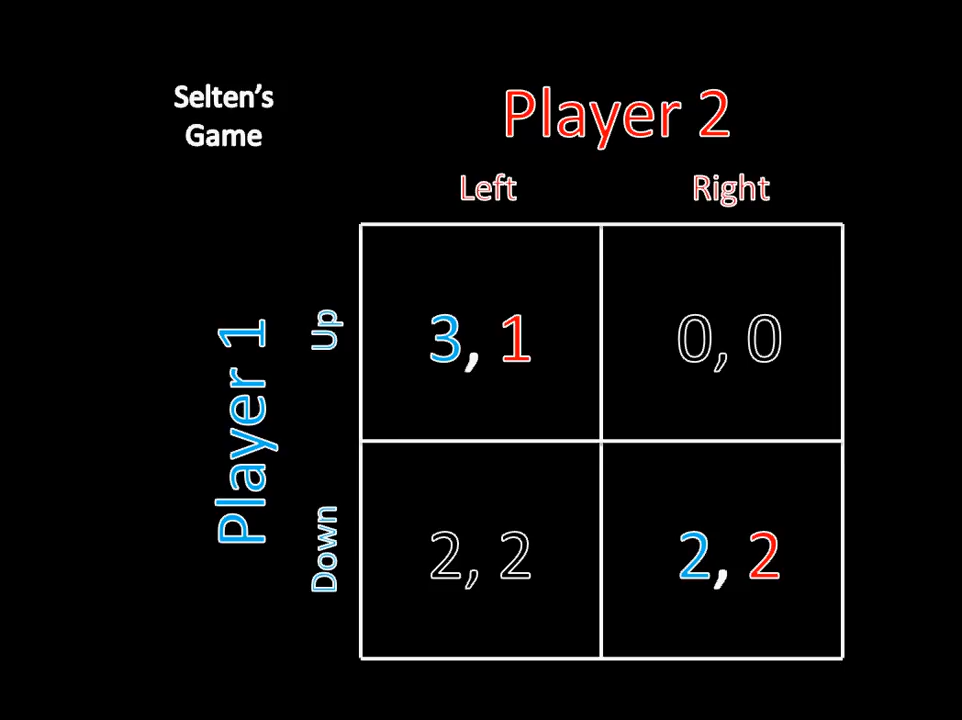 Selten's
Game
Player 2
Left
Right
Player 1
Up
3, 1
0, 0
Down
2, 2
2, 2